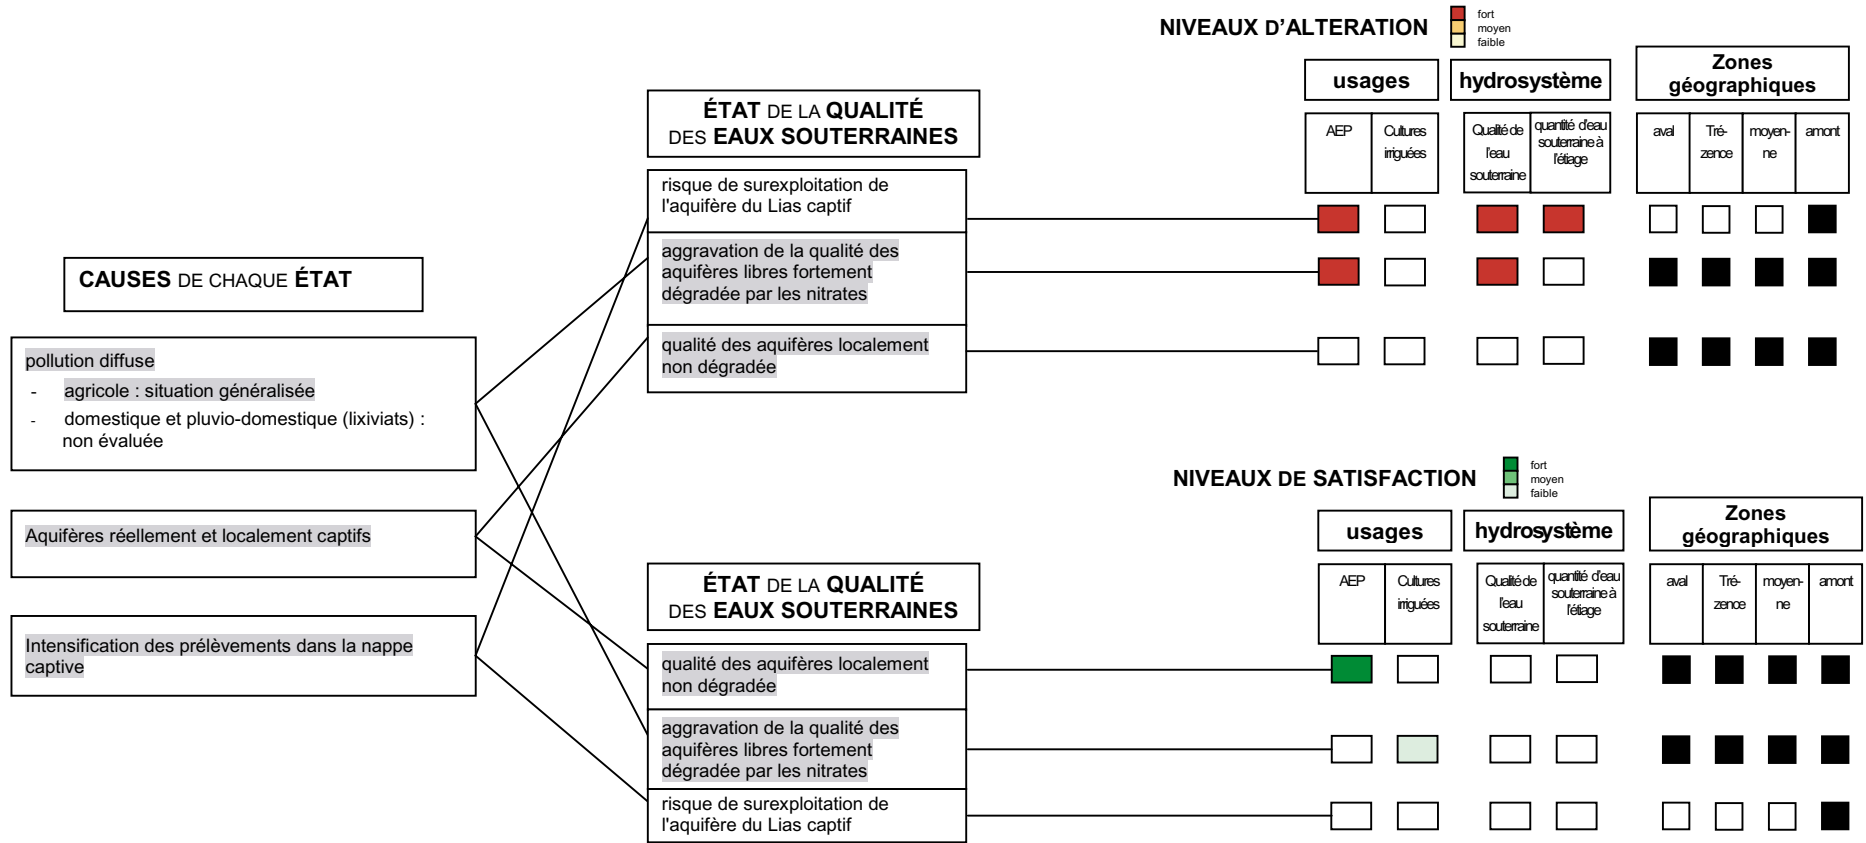 NIVEAUX D'ALTERATION
fort
moyen
faible
usages
hydrosystème
Zones
géographiques
AEP
Cultures
irriguées
Qualité de
l'eau
souterraine
quantité d'eau
souterraine à
l'étiage
aval
Tré-
zence
moyen-
ne
amont
ÉTAT DE LA QUALITÉ
DES EAUX SOUTERRAINES
risque de surexploitation de
l'aquifère du Lias captif
aggravation de la qualité des
aquifères libres fortement
dégradée par les nitrates
qualité des aquifères localement
non dégradée
CAUSES DE CHAQUE ÉTAT
pollution diffuse
- agricole : situation généralisée
- domestique et pluvio-domestique (lixiviats) :
non évaluée
Aquifères réellement et localement captifs
Intensification des prélèvements dans la nappe
captive
NIVEAUX DE SATISFACTION
fort
moyen
faible
usages
hydrosystème
Zones
géographiques
AEP
Cultures
irriguées
Qualité de
l'eau
souterraine
quantité d'eau
souterraine à
l'étiage
aval
Tré-
zence
moyen-
ne
amont
ÉTAT DE LA QUALITÉ
DES EAUX SOUTERRAINES
qualité des aquifères localement
non dégradée
aggravation de la qualité des
aquifères libres fortement
dégradée par les nitrates
risque de surexploitation de
l'aquifère du Lias captif